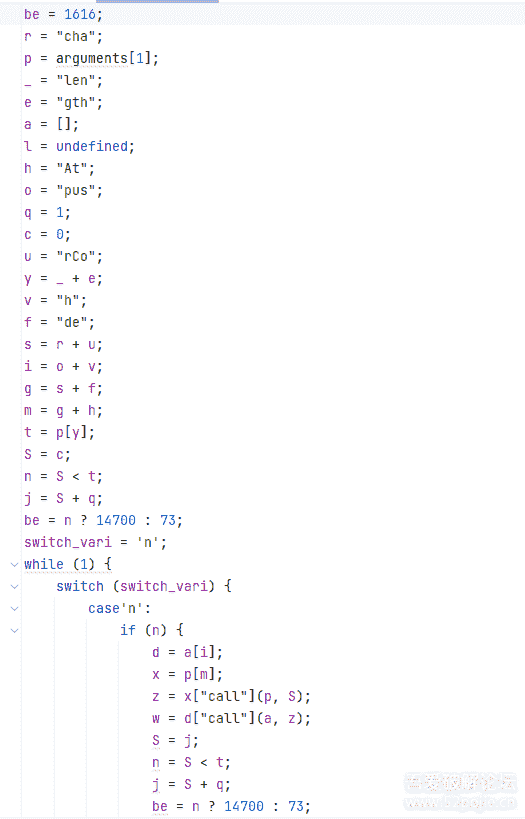 be = 1616;
r = "cha";
p = arguments[1];
_ = "len";
e = "gth";
a = [];
l = undefined;
h = "At";
o = "pus";
q = 1;
c = 0;
u = "rCo";
y = _ + e;
v = "h";
f = "de";
s = r + u;
i = o + v;
g = s + f;
m = g + h;
t = p[y];
S = c;
n = S < t;
j = S + q;
be = n ? 14700 : 73;
switch_vari = 'n';
while (1) {
switch (switch_vari) {
case'n':
if (n) {
d = a[i];
x = p[m];
z = x["call"](p, S);
w = d["call"](a, z);
S = j;
n = S < t;
j = S + q;
be = n ? 14700 : 73;